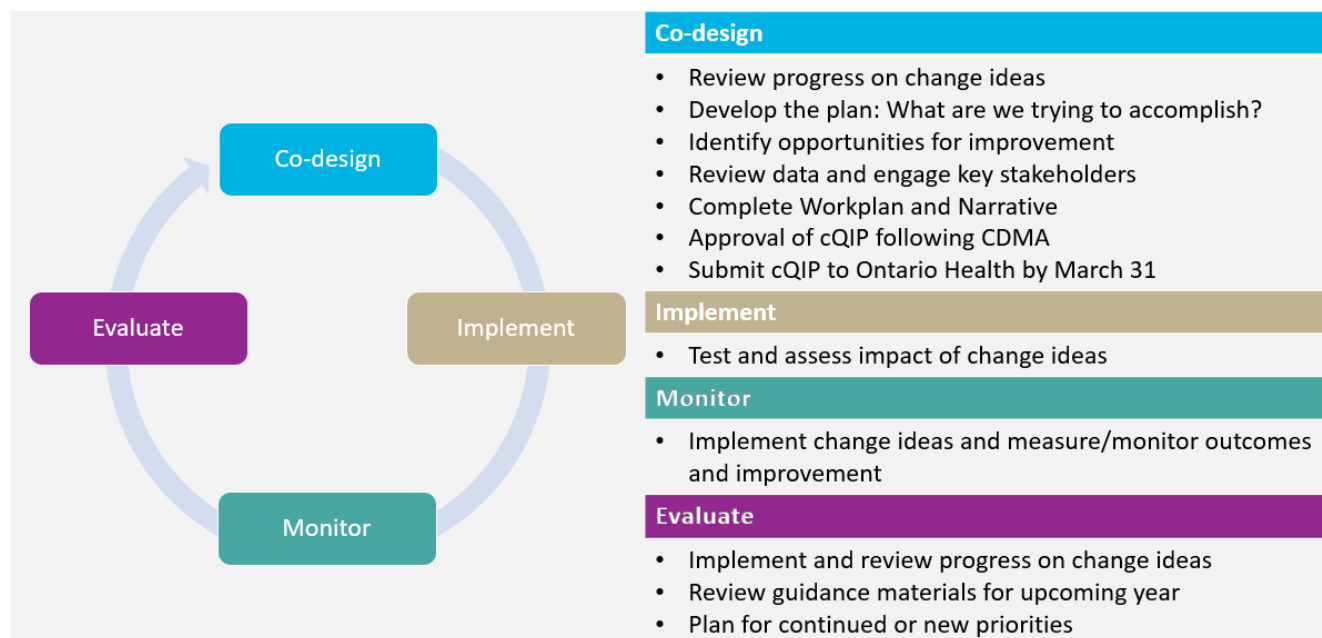 Co-design
Evaluate
Implement
Monitor
Co-design
• Review progress on change ideas
• Develop the plan: What are we trying to accomplish?
• Identify opportunities for improvement
• Review data and engage key stakeholders
• Complete Workplan and Narrative
• Approval of cQIP following CDMA
• Submit cQIP to Ontario Health by March 31
Implement
• Test and assess impact of change ideas
Monitor
• Implement change ideas and measure/monitor outcomes
and improvement
Evaluate
• Implement and review progress on change ideas
• Review guidance materials for upcoming year
• Plan for continued or new priorities